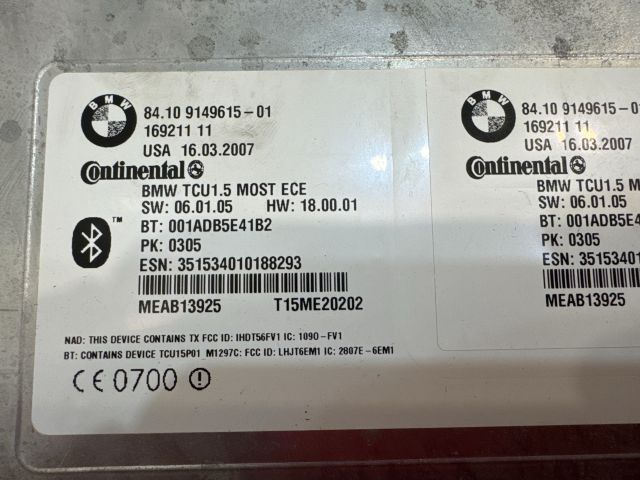 BMW
84.10 9149615-01
169211 11
USA 16.03.2007
Continental
BMW TCU1.5 MOST ECE
SW: 06.01.05 HW: 18.00.01
BT: 001ADB5E41B2
PK: 0305
ESN: 351534010188293
MEAB13925 T15ME20202
NAD: THIS DEVICE CONTAINS TX FCC ID: IHDT56FV1 IC: 1090-FV1
BT: CONTAINS DEVICE TCU15P01_M1297C: FCC ID: LHJT6EM1 IC: 2807E-6EM1
CE 0700
TM
BMW
84.10 9149615-01
169211 11
USA 16.03.2007
Continental
BMW TCU1.5 M
SW: 06.01.05
BT: 001ADB5E4
PK: 0305
ESN: 35153401
MEAB13925